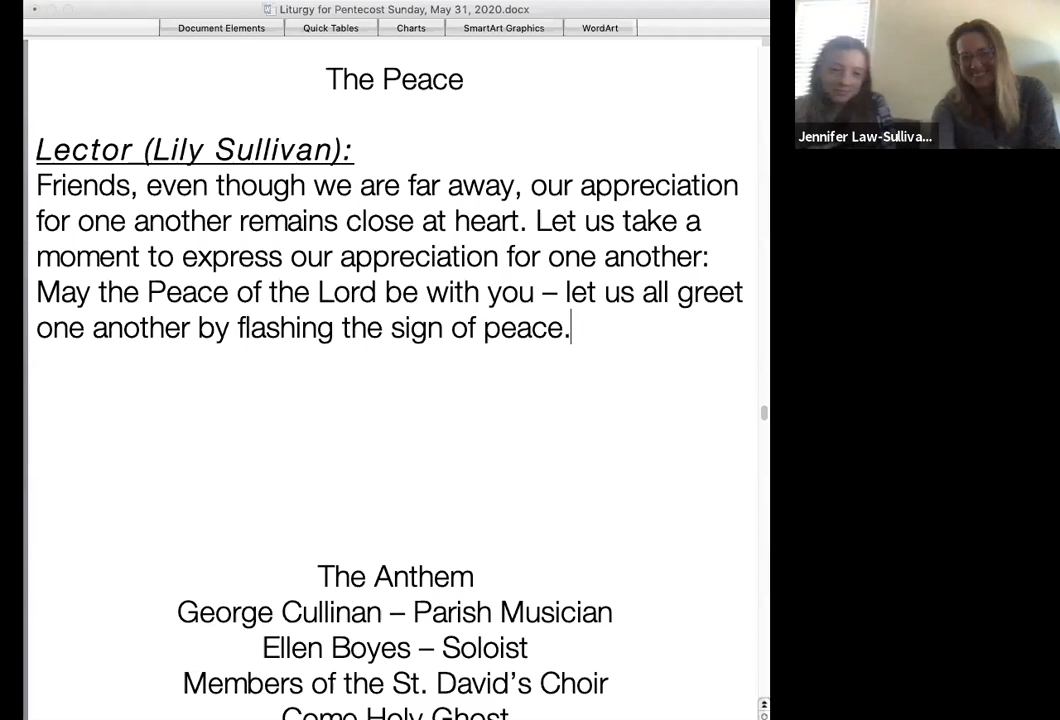 Liturgy for Pentecost Sunday, May 31, 2020.docx
Document Elements Quick Tables Charts SmartArt Graphics WordArt
The Peace
Lector (Lily Sullivan):
Friends, even though we are far away, our appreciation
for one another remains close at heart. Let us take a
moment to express our appreciation for one another:
May the Peace of the Lord be with you – let us all greet
one another by flashing the sign of peace.
The Anthem
George Cullinan – Parish Musician
Ellen Boyes – Soloist
Members of the St. David's Choir
Come Holy Ghost
Jennifer Law-Sulliva...